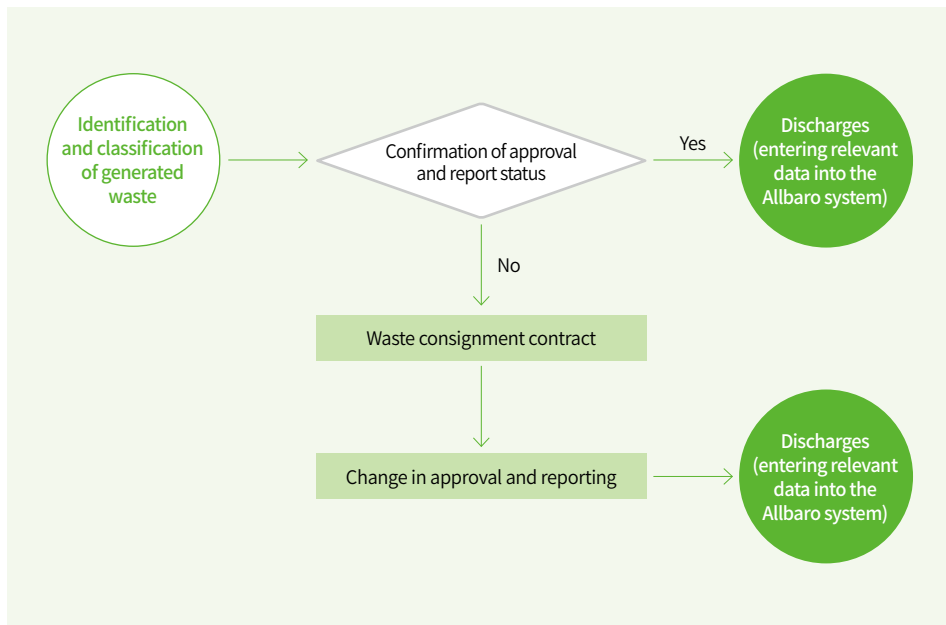 Identification
and classification
of generated
waste
Confirmation of approval
and report status
Yes
Discharges
(entering relevant
data into the
Allbaro system)
No
Waste consignment contract
Change in approval and reporting
Discharges
(entering relevant
data into the
Allbaro system)